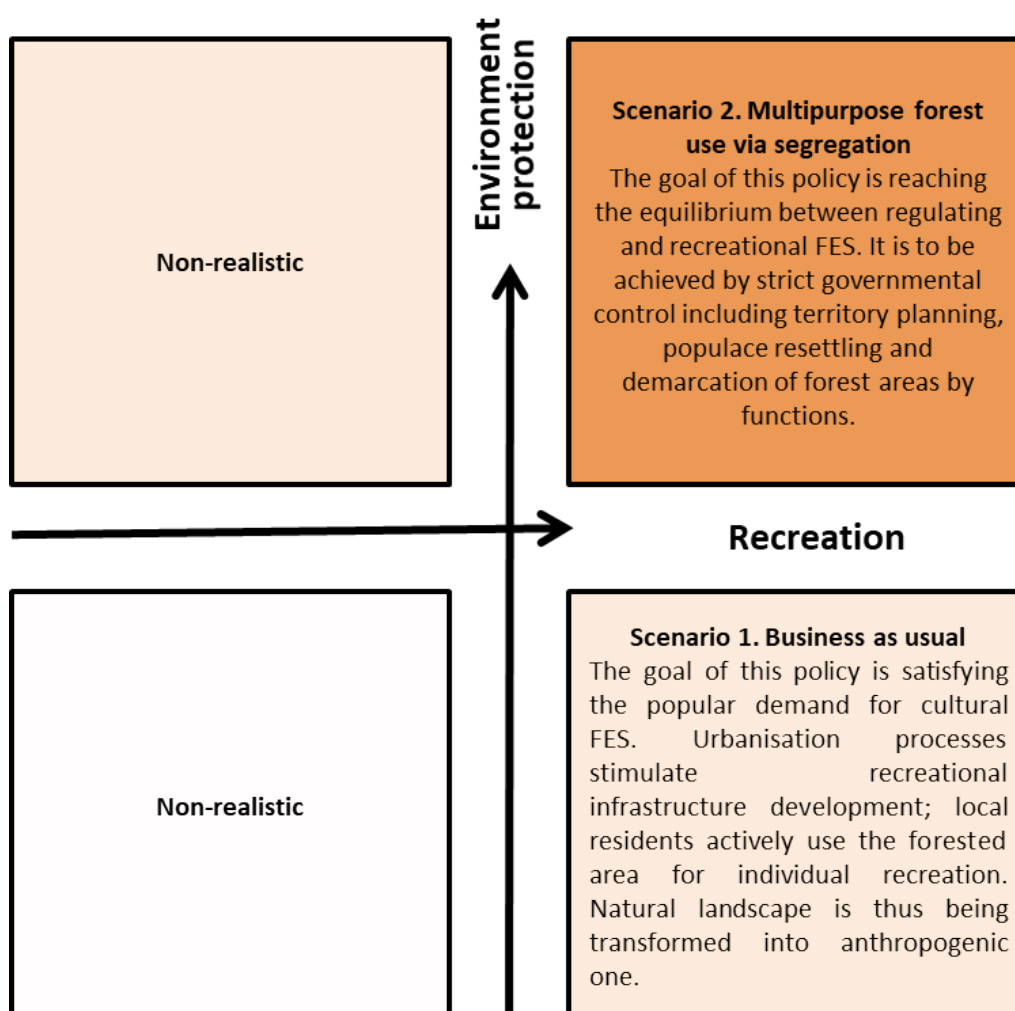 Environment
protection
Non-realistic
Scenario 2. Multipurpose forest
use via segregation
The goal of this policy is reaching
the equilibrium between regulating
and recreational FES. It is to be
achieved by strict governmental
control including territory planning,
populace resettling and
demarcation of forest areas by
functions.
Recreation
Non-realistic
Scenario 1. Business as usual
The goal of this policy is satisfying
the popular demand for cultural
FES. Urbanisation processes
stimulate recreational
infrastructure development; local
residents actively use the forested
area for individual recreation.
Natural landscape is thus being
transformed into anthropogenic
one.